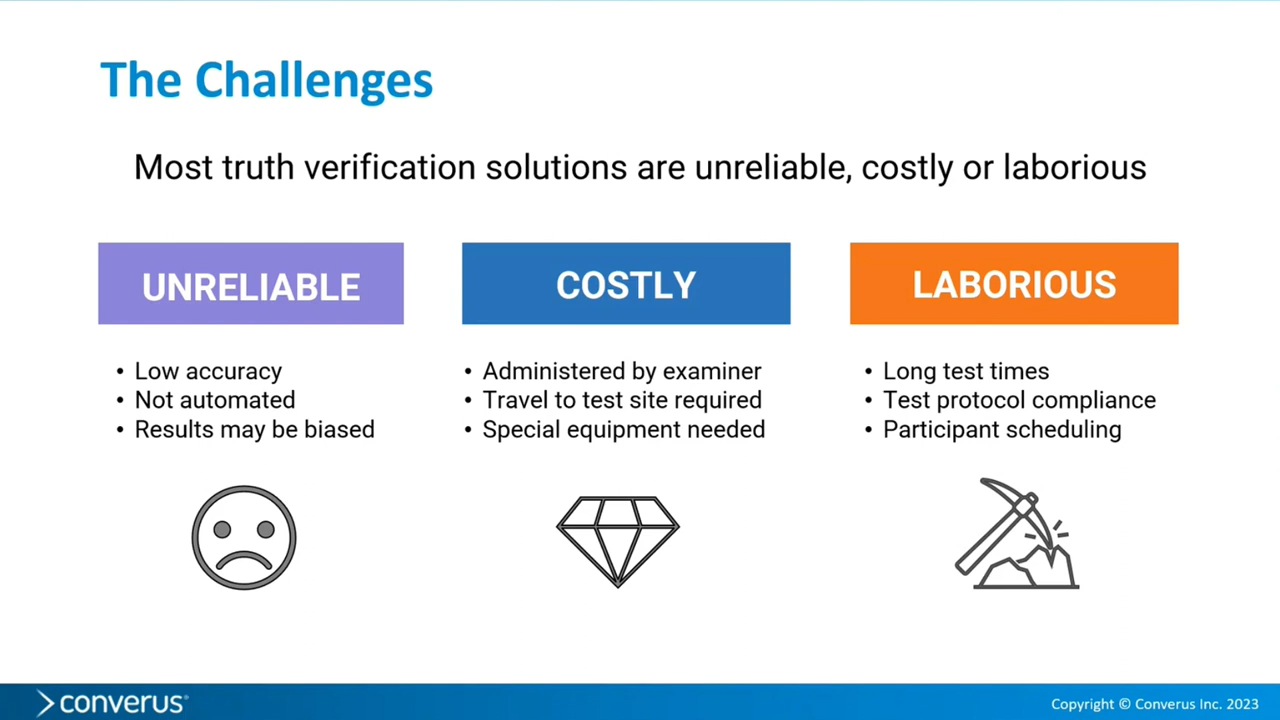 The Challenges
Most truth verification solutions are unreliable, costly or laborious
UNRELIABLE
• Low accuracy
• Not automated
• Results may be biased
COSTLY
• Administered by examiner
• Travel to test site required
• Special equipment needed
LABORIOUS
• Long test times
• Test protocol compliance
• Participant scheduling
converus®
Copyright © Converus Inc. 2023